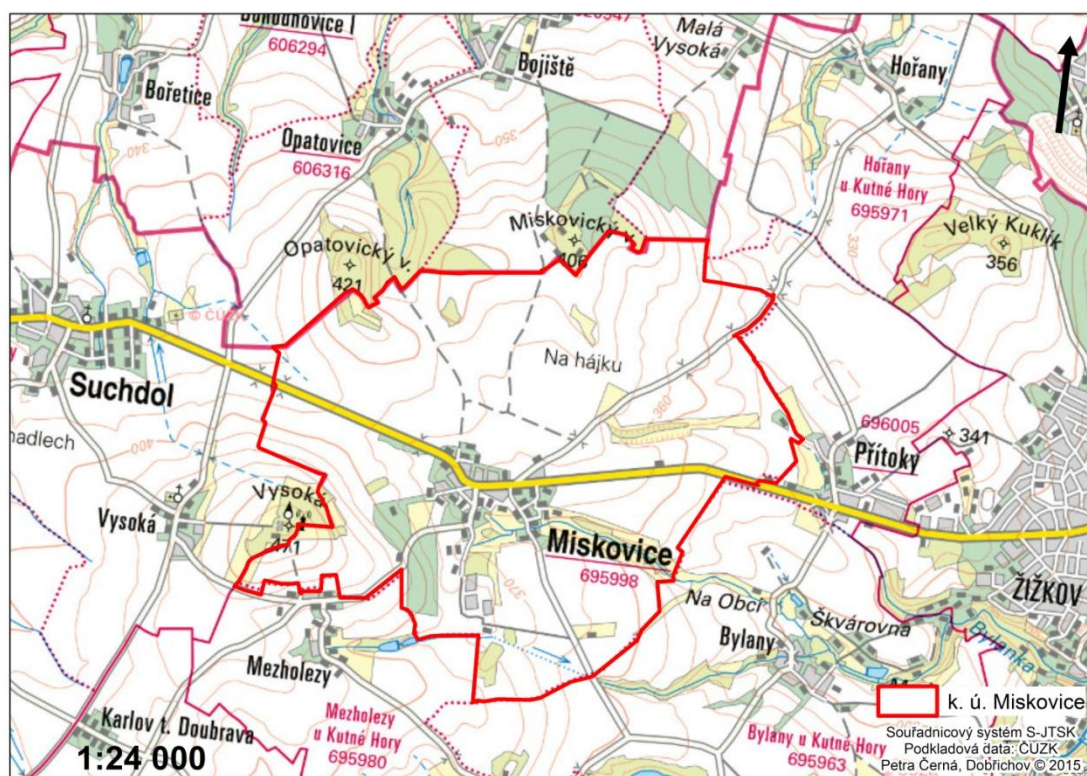 606294
Bořetice
340
Opatovice
606316
Bojiště
350
Malá
Vysoká
Hořany
Hořany
u Kutné Hory
695971
330
Velký Kuklík
356
Opatovický v.
421
Miskovický v.
406
© ČÚZK
Suchdol
Na hájku
360
400
Vysoká
471
Vysoká
Miskovice
695998
370
696005
341
Přítoky
ŽIŽKOV
Na Obci
Škvárovna
Bylany
Bylanka
Mezholezy
Mezholezy
u Kutné Hory
695980
Karlov t. Doubrava
1:24 000
Bylany u Kutné Hory
695963
k. ú. Miskovice
Souřadnicový systém S-JTSK
Podkladová data: ČÚZK
Petra Černá, Dobřichov © 2015